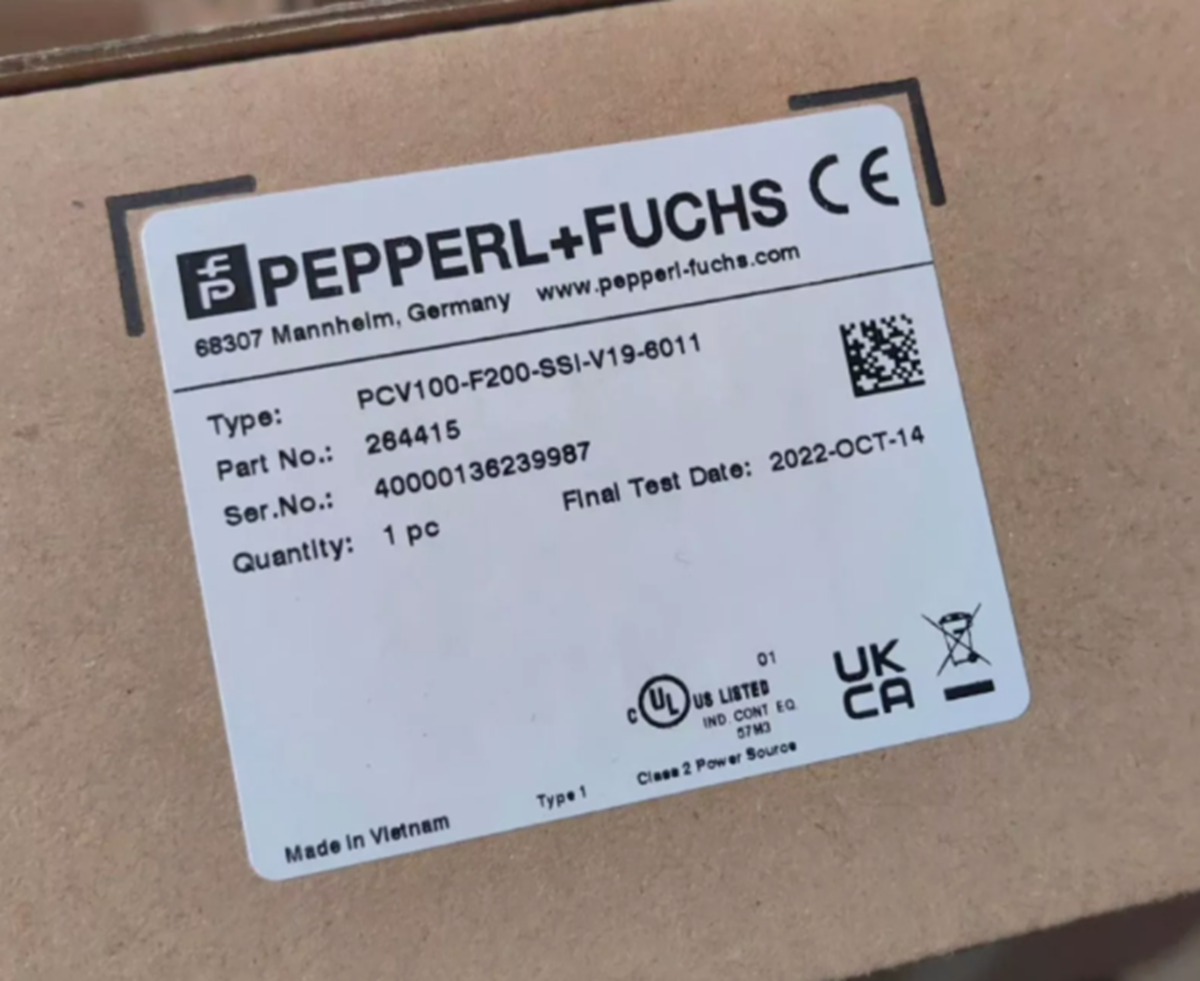 PEPPERL+FUCHS CE
68307 Mannheim, Germany www.pepperl-fuchs.com
Type: PCV100-F200-SSI-V19-6011
Part No.: 264415
Ser.No.: 40000136239987
Quantity: 1 pc Final Test Date: 2022-OCT-14
01
C UL US LISTED
IND. CONT EQ.
57M3
UK
CA
Type 1 Class 2 Power Source
Made in Vietnam